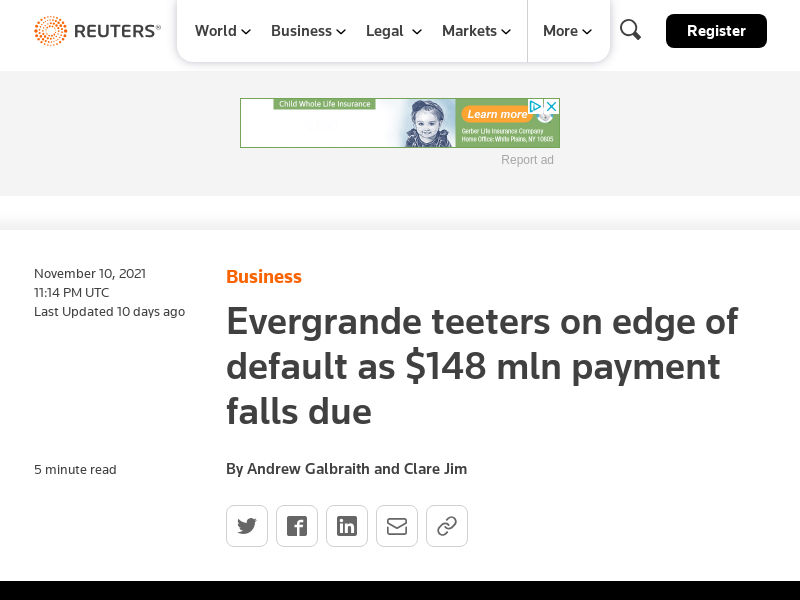 REUTERS®
World
Business
Legal
Markets
More
Register
Child Whole Life Insurance
Learn more
Gerber Life Insurance Company
Home Office: White Plains, NY 10605
Report ad
November 10, 2021
11:14 PM UTC
Last Updated 10 days ago
Business
Evergrande teeters on edge of
default as $148 mln payment
falls due
5 minute read
By Andrew Galbraith and Clare Jim